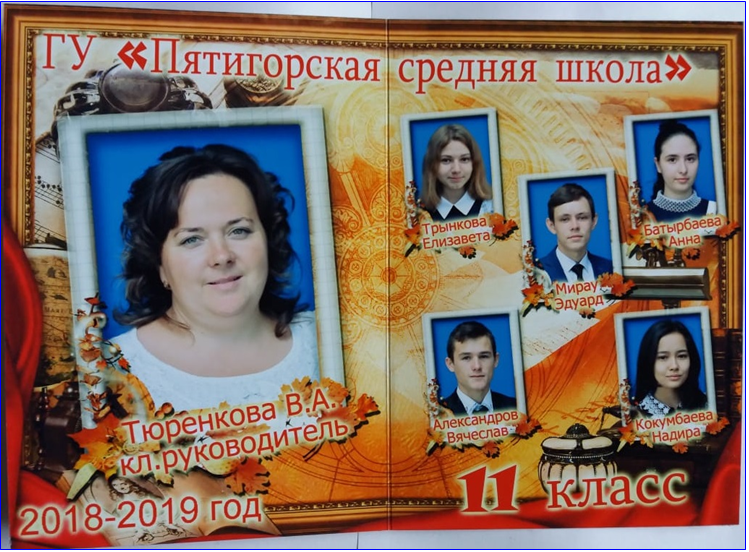 ГУ «Пятигорская средняя школа»
Трынкова
Елизавета
Батырбаева
Анна
Мирау
Эдуард
Александров
Вячеслав
Кокумбаева
Надира
Тюренкова В.А.
кл.руководитель
2018-2019 год
11 класс